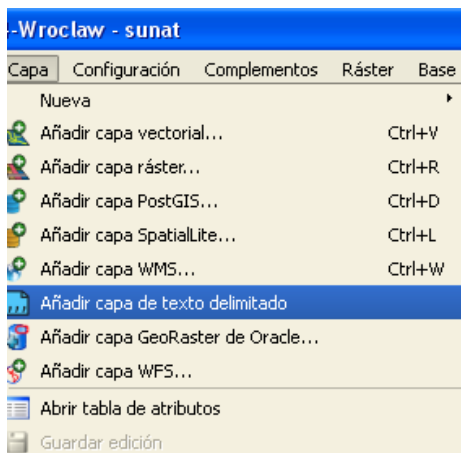 -Wroclaw - sunat
Capa Configuración Complementos Ráster Base
Nueva
Añadir capa vectorial... Ctrl+V
Añadir capa ráster... Ctrl+R
Añadir capa PostGIS... Ctrl+D
Añadir capa SpatialLite... Ctrl+L
Añadir capa WMS... Ctrl+W
Añadir capa de texto delimitado
Añadir capa GeoRaster de Oracle...
Añadir capa WFS...
Abrir tabla de atributos
Guardar edición